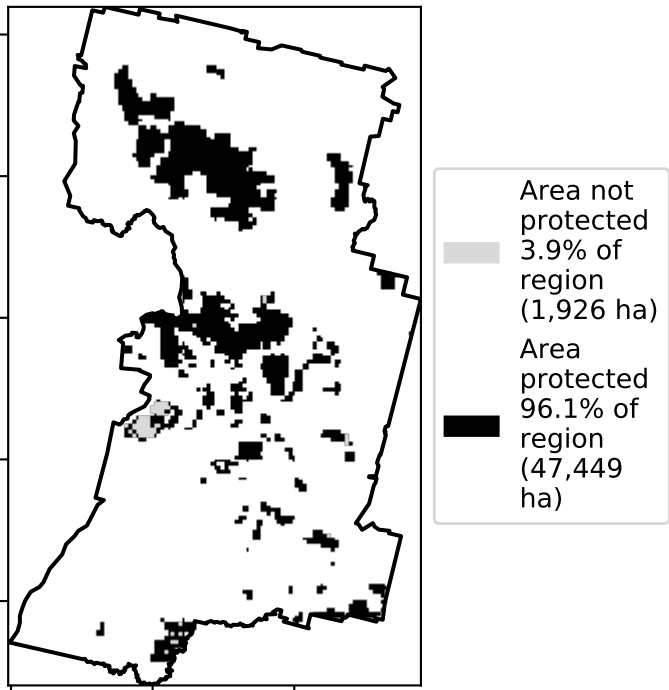 Area not
protected
3.9% of
region
(1,926 ha)
Area
protected
96.1% of
region
(47,449
ha)